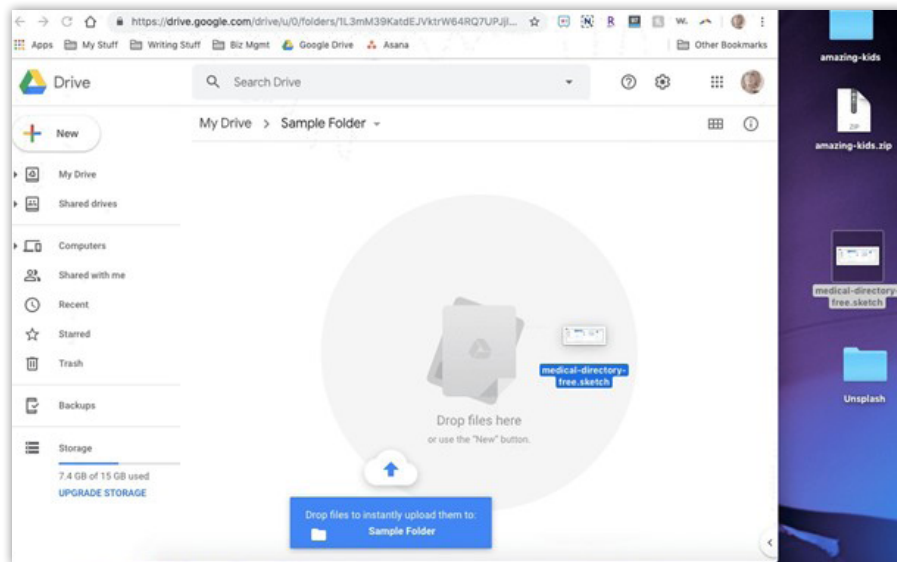 https://drive.google.com/drive/u/0/folders/1L3mM39KatdEJVktrW64RQ7UPJjl...
Apps My Stuff Writing Stuff Biz Mgmt Google Drive Asana Other Bookmarks
Drive
Search Drive
New
My Drive > Sample Folder
My Drive
Shared drives
Computers
Shared with me
Recent
Starred
Trash
Backups
Storage
7.4 GB of 15 GB used
UPGRADE STORAGE
medical-directory-
free.sketch
Drop files here
or use the "New" button.
Drop files to instantly upload them to:
Sample Folder
amazing-kids
ZIP
amazing-kids.zip
medical-directory-
free.sketch
Unsplash